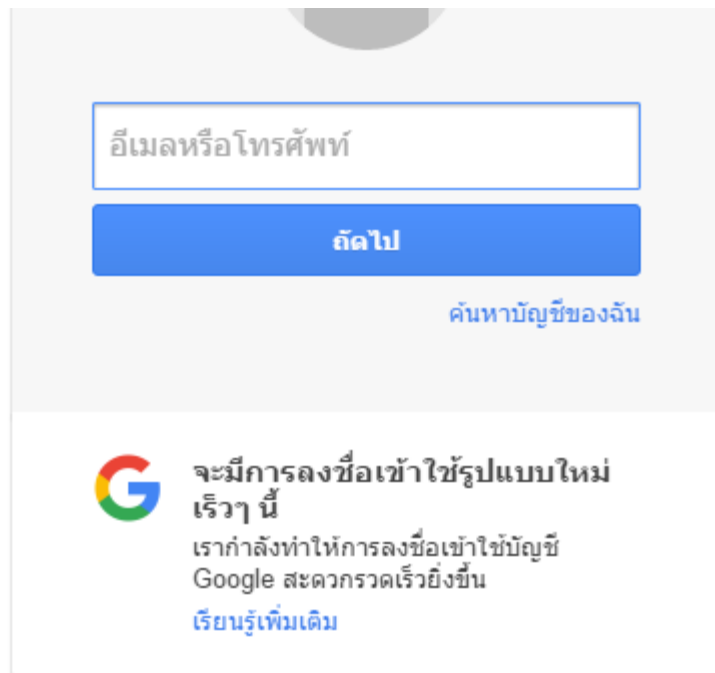 อีเมลหรือโทรศัพท์
ถัดไป
ค้นหาบัญชีของฉัน
จะมีการลงชื่อเข้าใช้รูปแบบใหม่
เร็วๆ นี้
เรากำลังทำให้การลงชื่อเข้าใช้บัญชี
Google สะดวกรวดเร็วยิ่งขึ้น
เรียนรู้เพิ่มเติม